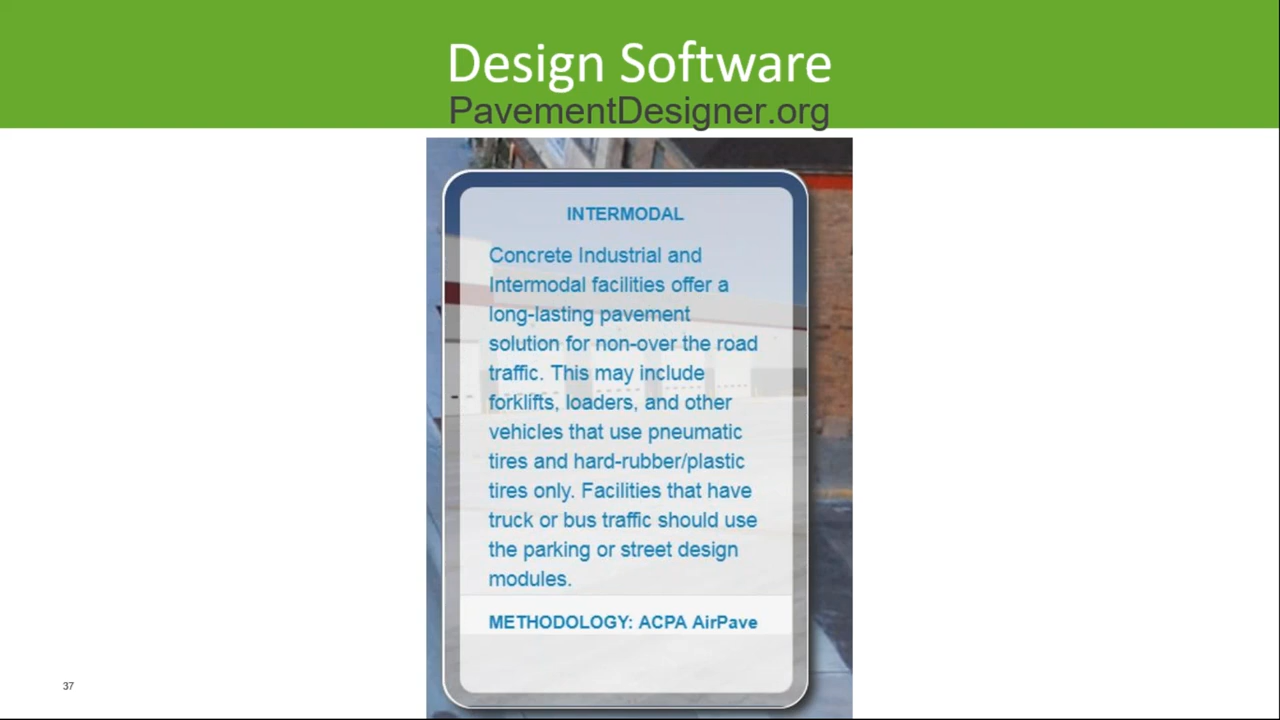 Design Software
PavementDesigner.org
INTERMODAL
Concrete Industrial and
Intermodal facilities offer a
long-lasting pavement
solution for non-over the road
traffic. This may include
forklifts, loaders, and other
vehicles that use pneumatic
tires and hard-rubber/plastic
tires only. Facilities that have
truck or bus traffic should use
the parking or street design
modules.
METHODOLOGY: ACPA AirPave
37